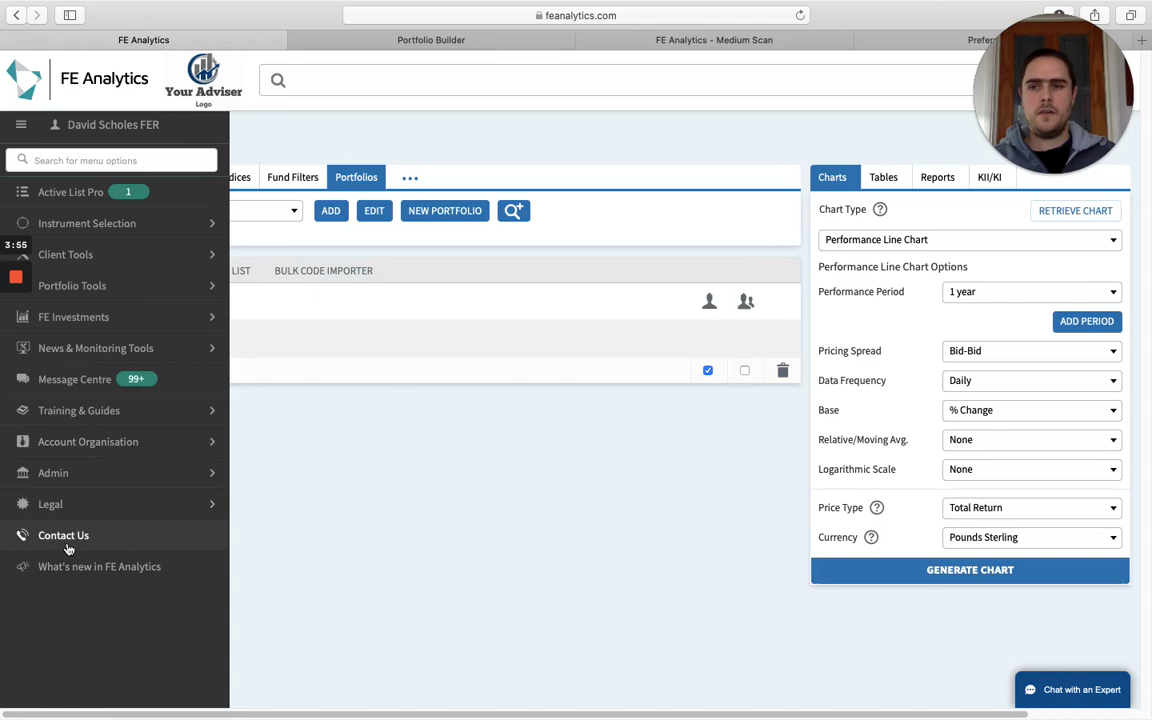 feanalytics.com
FE Analytics
Portfolio Builder
FE Analytics - Medium Scan
Prefer
FE Analytics
Your Adviser
Logo
David Scholes FER
Search for menu options
Active List Pro 1
Instrument Selection
3:55
Client Tools
Portfolio Tools
FE Investments
News & Monitoring Tools
Message Centre 99+
Training & Guides
Account Organisation
Admin
Legal
Contact Us
What's new in FE Analytics
dices
Fund Filters
Portfolios
ADD
EDIT
NEW PORTFOLIO
LIST
BULK CODE IMPORTER
Charts
Tables
Reports
KII/KI
Chart Type ?
RETRIEVE CHART
Performance Line Chart
Performance Line Chart Options
Performance Period 1 year
ADD PERIOD
Pricing Spread Bid-Bid
Data Frequency Daily
Base % Change
Relative/Moving Avg. None
Logarithmic Scale None
Price Type ? Total Return
Currency ? Pounds Sterling
GENERATE CHART
Chat with an Expert